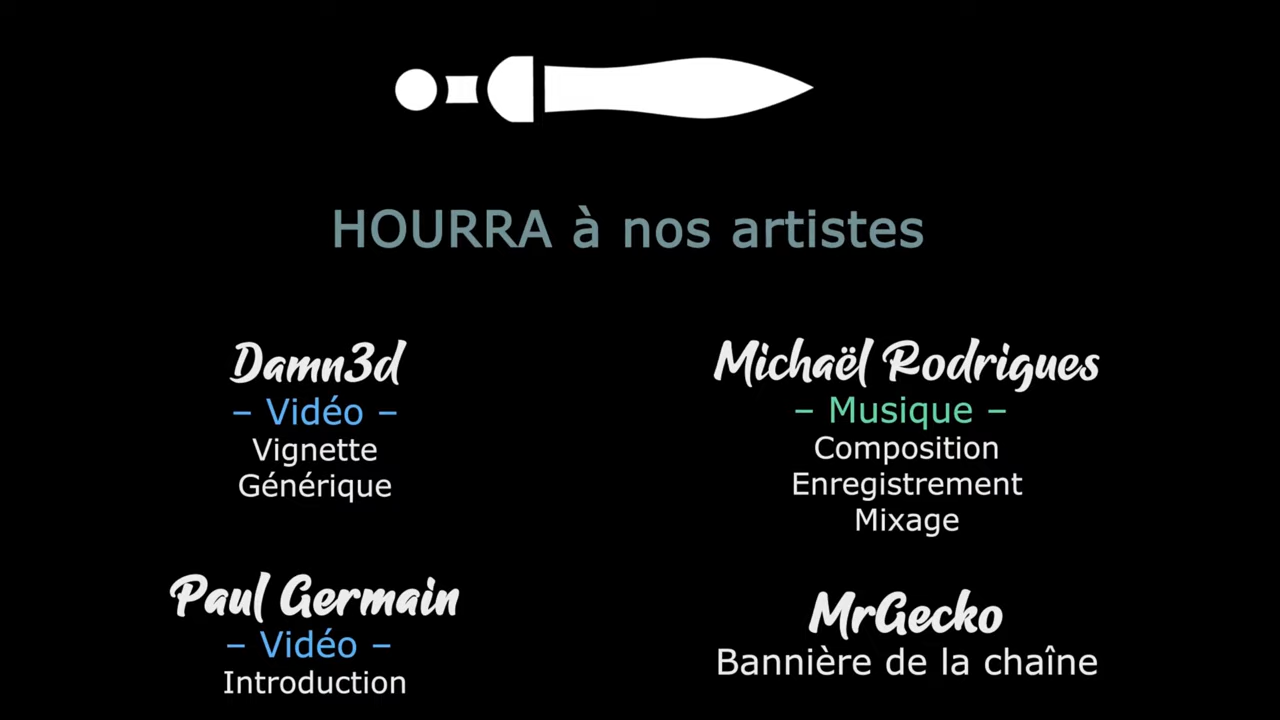 HOURRA à nos artistes
Damn3d
– Vidéo –
Vignette
Générique
Michaël Rodrigues
– Musique –
Composition
Enregistrement
Mixage
Paul Germain
– Vidéo –
Introduction
MrGecko
Bannière de la chaîne